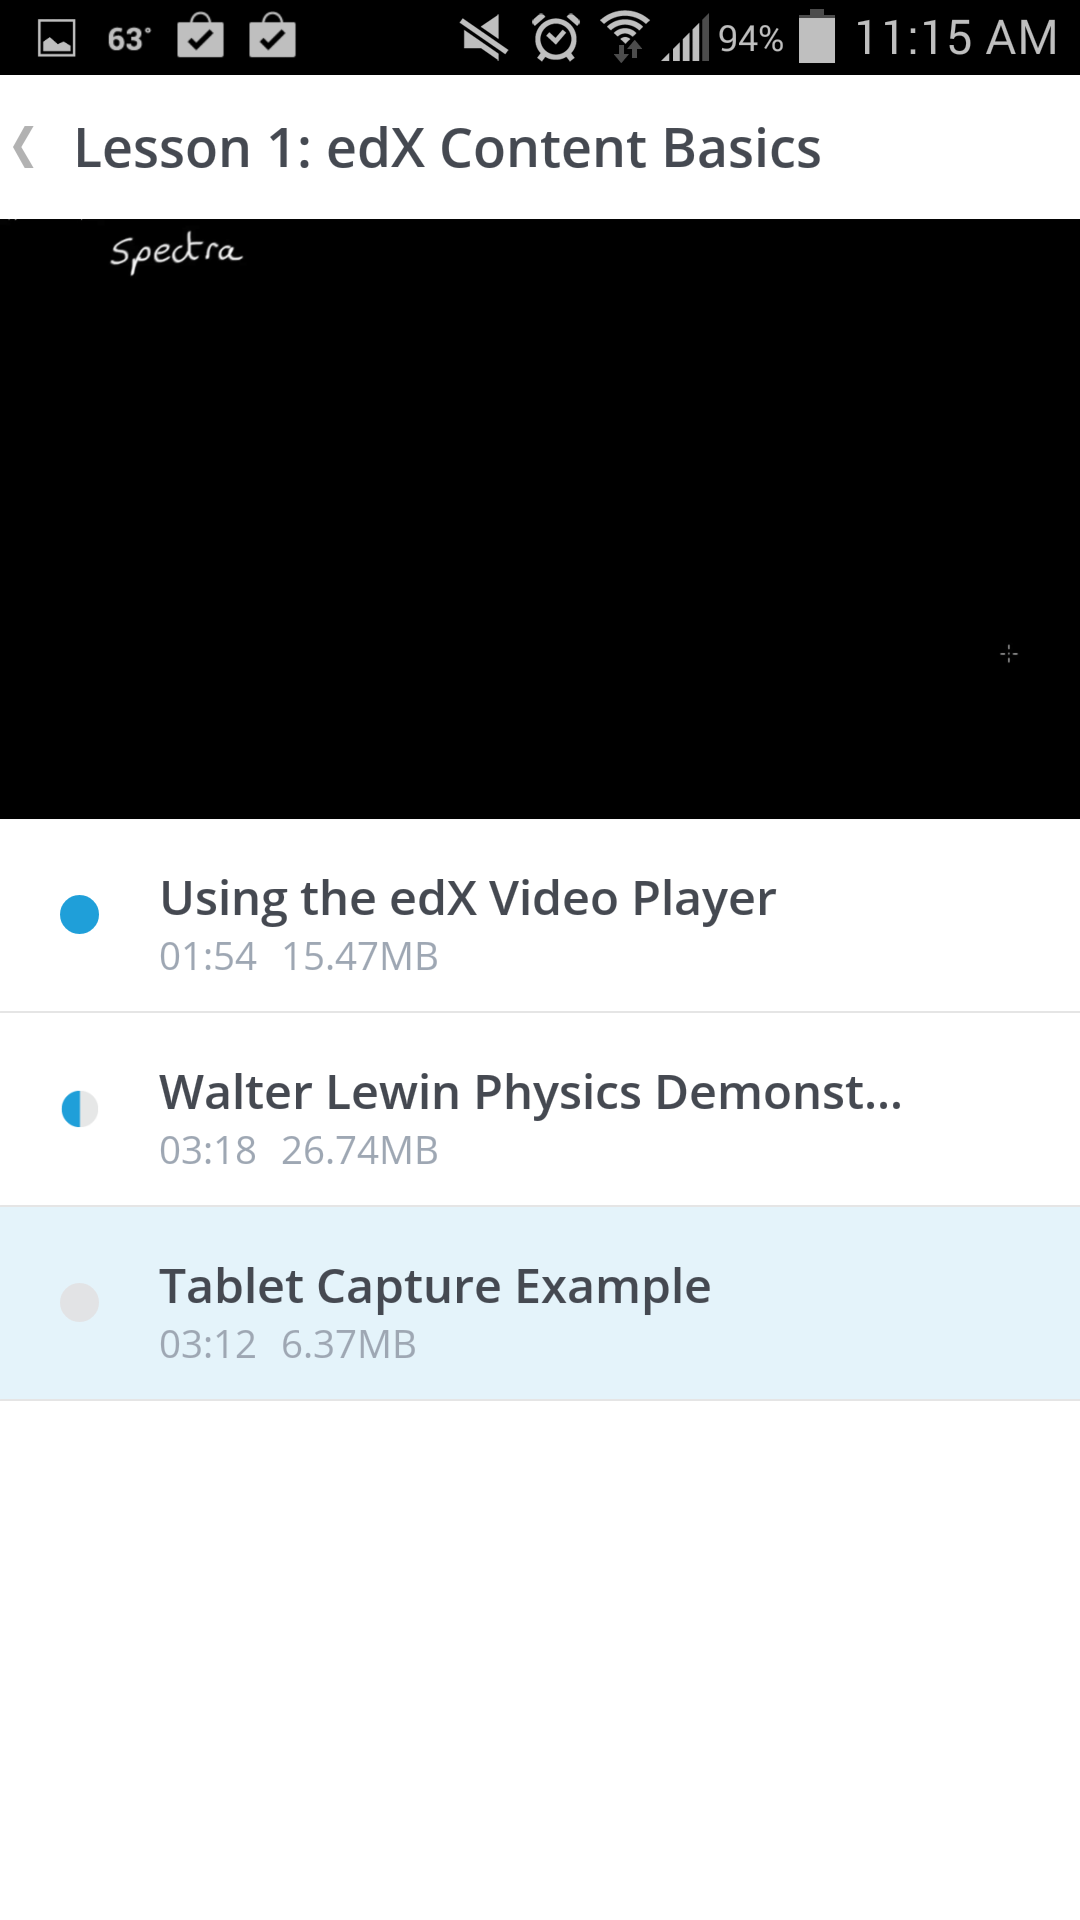 63° 94% 11:15 AM
Lesson 1: edX Content Basics
Spectra
Using the edX Video Player
01:54 15.47MB
Walter Lewin Physics Demonst...
03:18 26.74MB
Tablet Capture Example
03:12 6.37MB